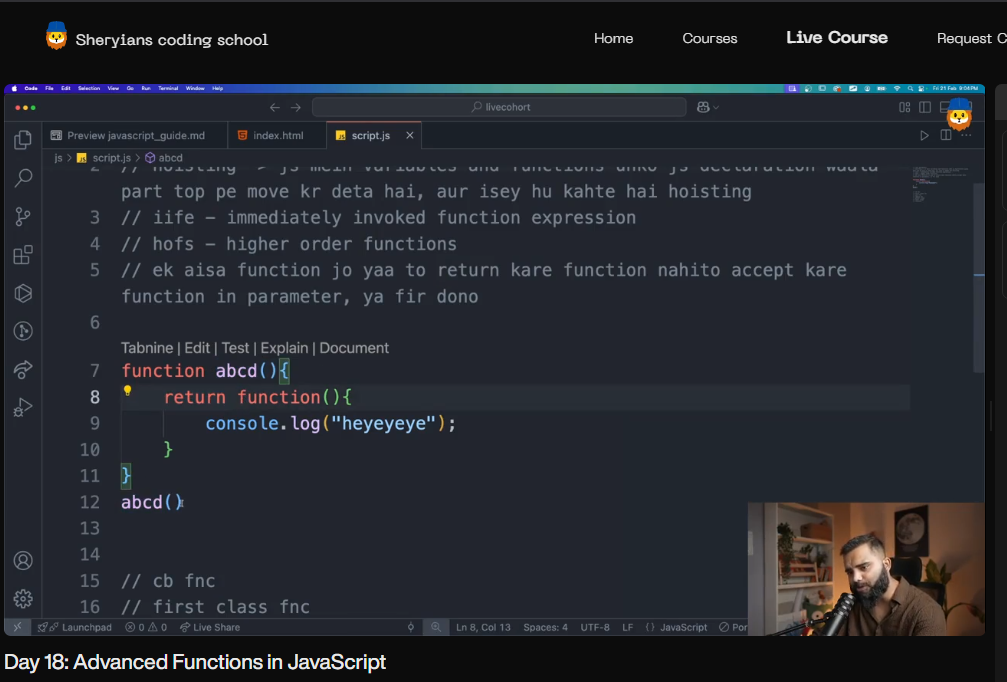 Sheryians coding school
Home
Courses
Live Course
Request C
Code File Edit Selection View Go Run Terminal Window Help
Fri 21 Feb 9:04PM
livecohort
Preview javascript_guide.md
index.html
script.js
js > script.js > abcd
2 // hoisting -> js mein variables and functions unko js declaration waala
part top pe move kr deta hai, aur isey hu kahte hai hoisting
3 // iife - immediately invoked function expression
4 // hofs - higher order functions
5 // ek aisa function jo yaa to return kare function nahito accept kare
function in parameter, ya fir dono
6
Tabnine | Edit | Test | Explain | Document
7 function abcd(){
8 return function(){
9 console.log("heyeyeye");
10 }
11 }
12 abcd()
13
14
15 // cb fnc
16 // first class fnc
Launchpad 0 0 Live Share
Ln 8, Col 13 Spaces: 4 UTF-8 LF {} JavaScript Por
Day 18: Advanced Functions in JavaScript